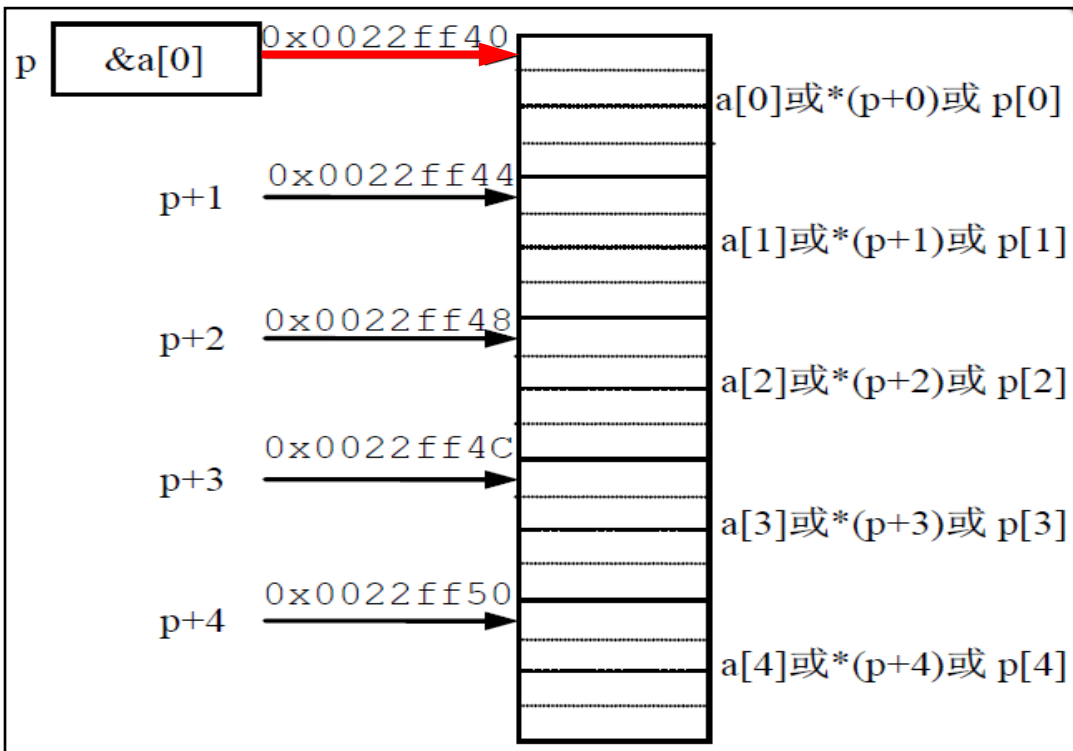 p &a[0] 0x0022ff40
a[0]或*(p+0)或 p[0]
p+1 0x0022ff44
a[1]或*(p+1)或 p[1]
p+2 0x0022ff48
a[2]或*(p+2)或 p[2]
p+3 0x0022ff4C
a[3]或*(p+3)或 p[3]
p+4 0x0022ff50
a[4]或*(p+4)或 p[4]